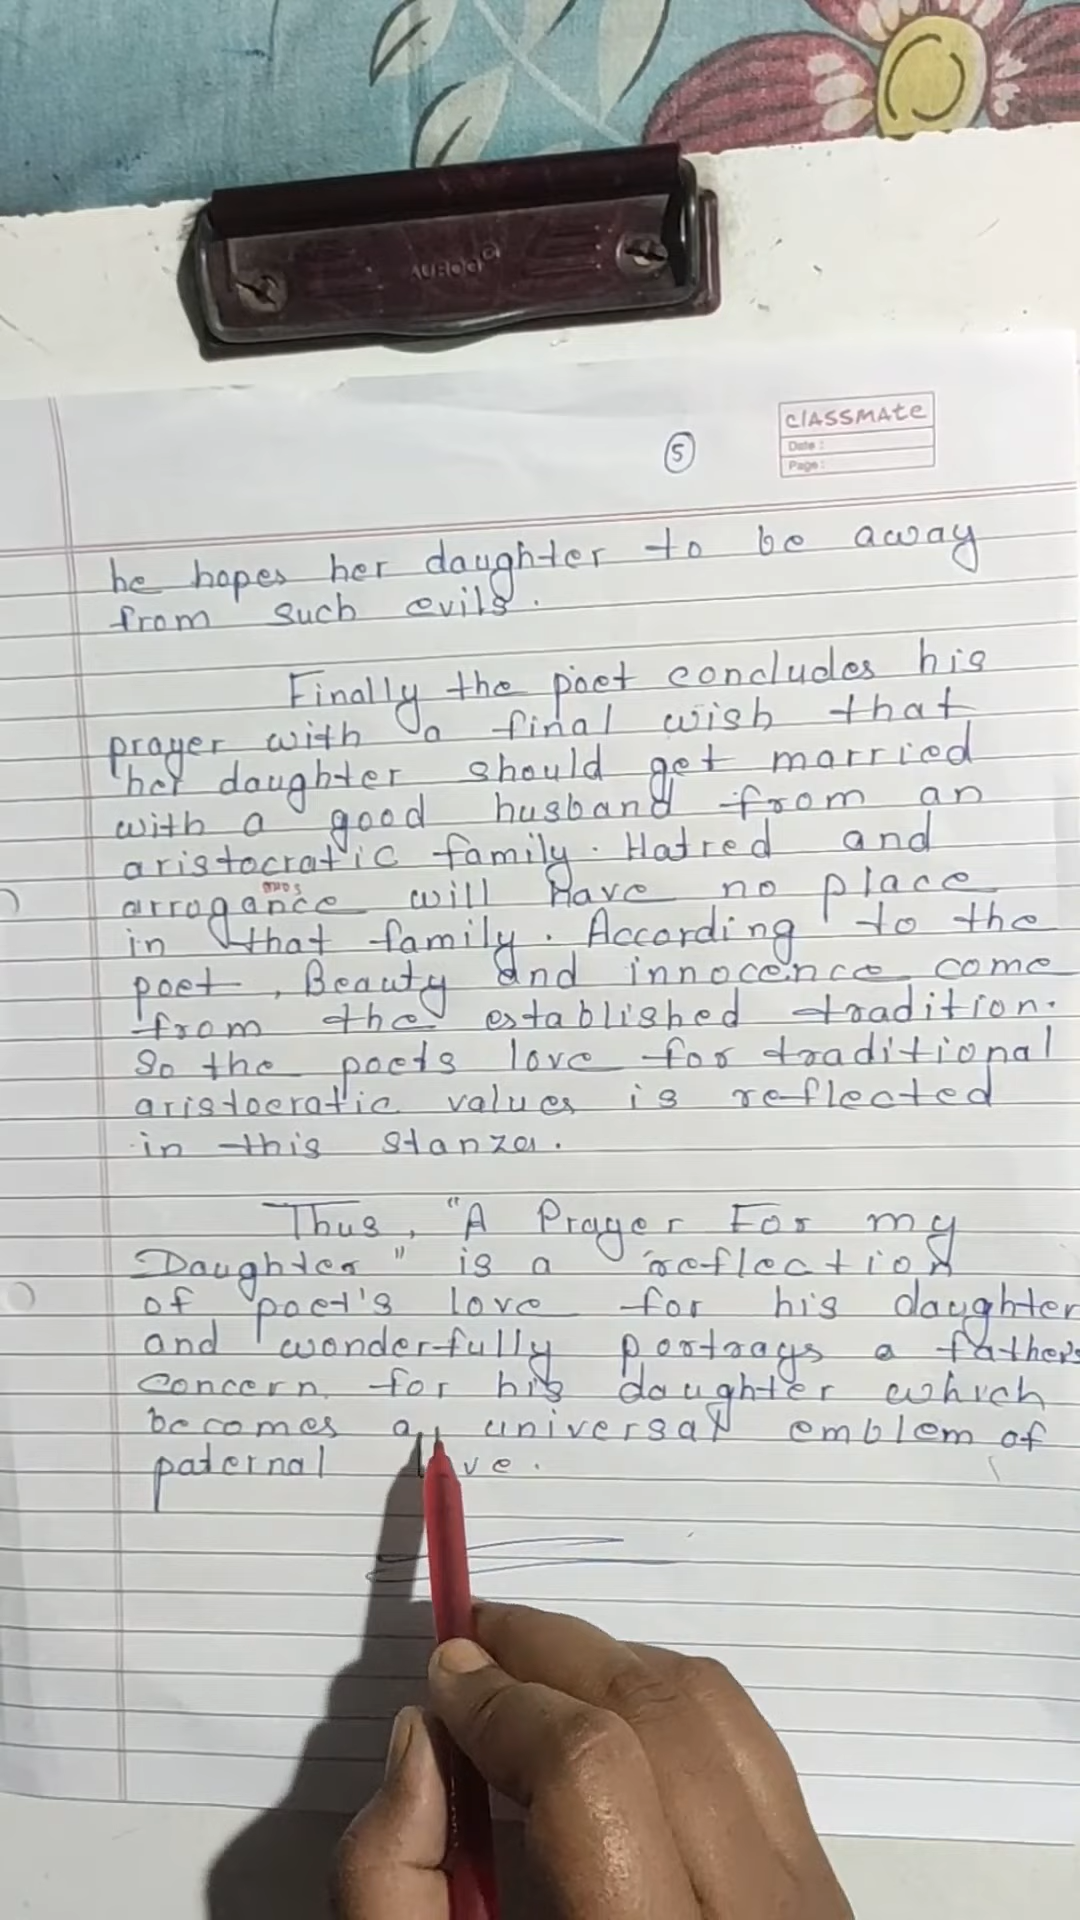 AUROCO
CLASSMATE
Date :
Page :
5
he hopes her daughter to be away
from such evils.
Finally the poet concludes his
prayer with a final wish that
her daughter should get married
with a good husband from an
aristocratic family. Hatred and
arrogance will have no place
in that family. According to the
poet, Beauty and innocence come
from the established tradition.
So the poets love for traditional
aristocratic values is reflected
in this stanza.
Thus, "A Prayer For my
Daughter" is a reflection
of poet's love for his daughter
and wonderfully portrays a fathers
concern for his daughter which
becomes an universal emblem of
paternal love.